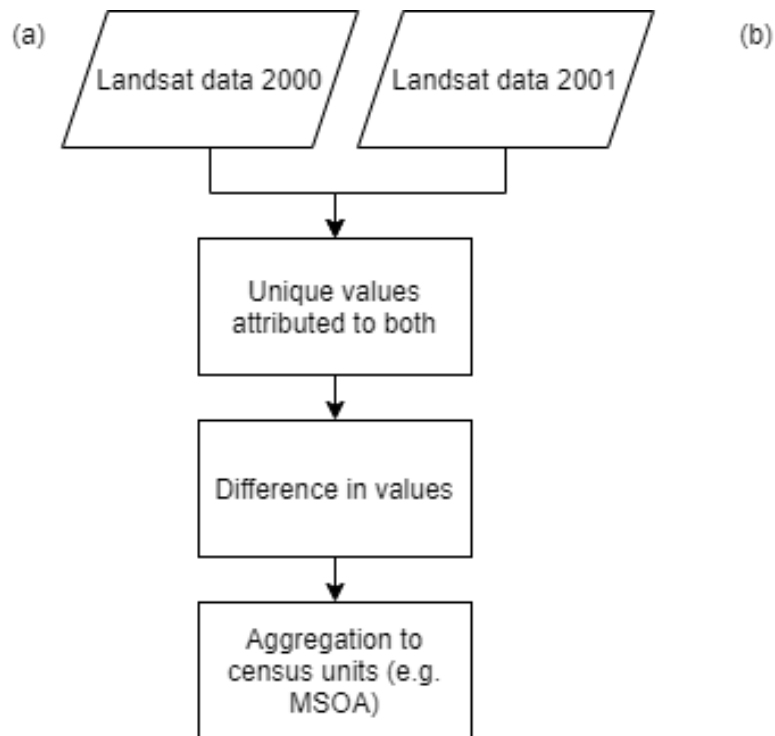 (a)
Landsat data 2000
Landsat data 2001
(b)
Unique values
attributed to both
Difference in values
Aggregation to
census units (e.g.
MSOA)